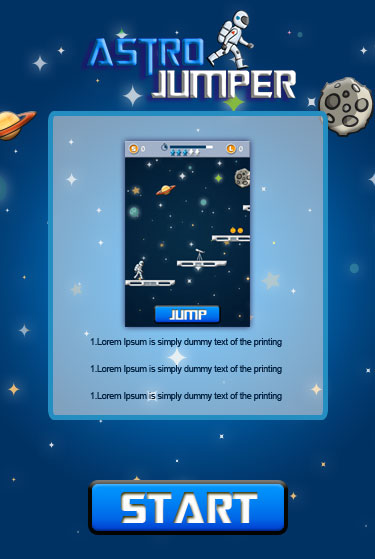 ASTRO
JUMPER
S 0 L 0
JUMP
1.Lorem Ipsum is simply dummy text of the printing
1.Lorem Ipsum is simply dummy text of the printing
1.Lorem Ipsum is simply dummy text of the printing
START